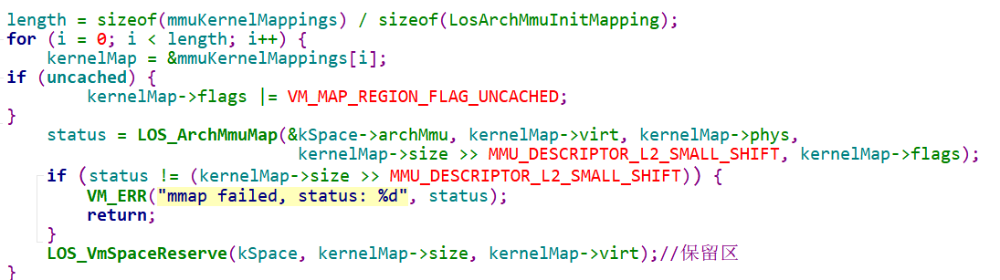 length = sizeof(mmuKernelMappings) / sizeof(LosArchMmuInitMapping);
for (i = 0; i < length; i++) {
    kernelMap = &mmuKernelMappings[i];
if (uncached) {
        kernelMap->flags |= VM_MAP_REGION_FLAG_UNCACHED;
}
    status = LOS_ArchMmuMap(&kSpace->archMmu, kernelMap->virt, kernelMap->phys,
                             kernelMap->size >> MMU_DESCRIPTOR_L2_SMALL_SHIFT, kernelMap->flags);
    if (status != (kernelMap->size >> MMU_DESCRIPTOR_L2_SMALL_SHIFT)) {
        VM_ERR("mmap failed, status: %d", status);
        return;
    }
    LOS_VmSpaceReserve(kSpace, kernelMap->size, kernelMap->virt);//保留区
}